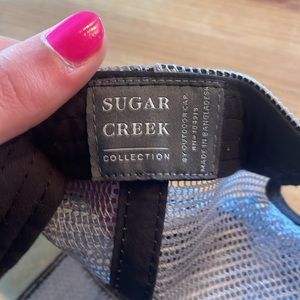 SUGAR
CREEK
COLLECTION
BY OUTDOOR CAP
MADE IN BANGLADESH